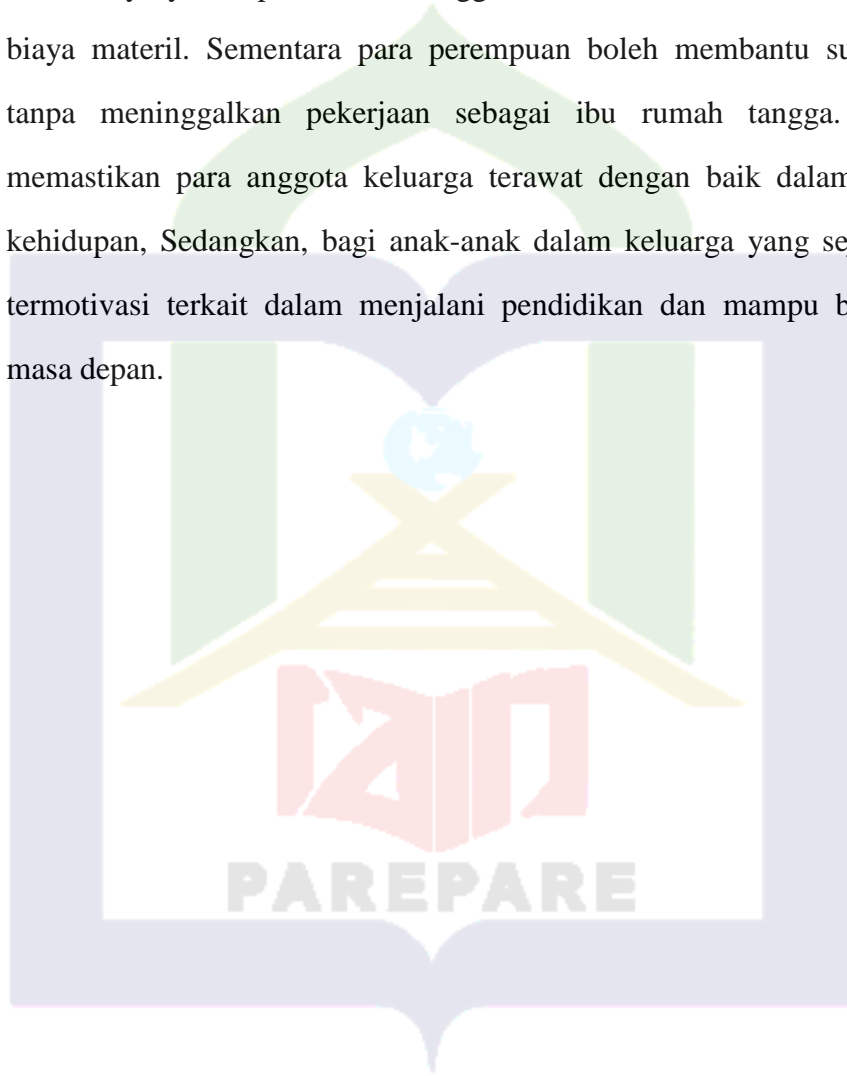 biaya materil. Sementara para perempuan boleh membantu
tanpa meninggalkan pekerjaan sebagai ibu rumah tangga.
memastikan para anggota keluarga terawat dengan baik dalam
kehidupan, Sedangkan, bagi anak-anak dalam keluarga yang
termotivasi terkait dalam menjalani pendidikan dan mampu
masa depan.
iain
PAREPARE